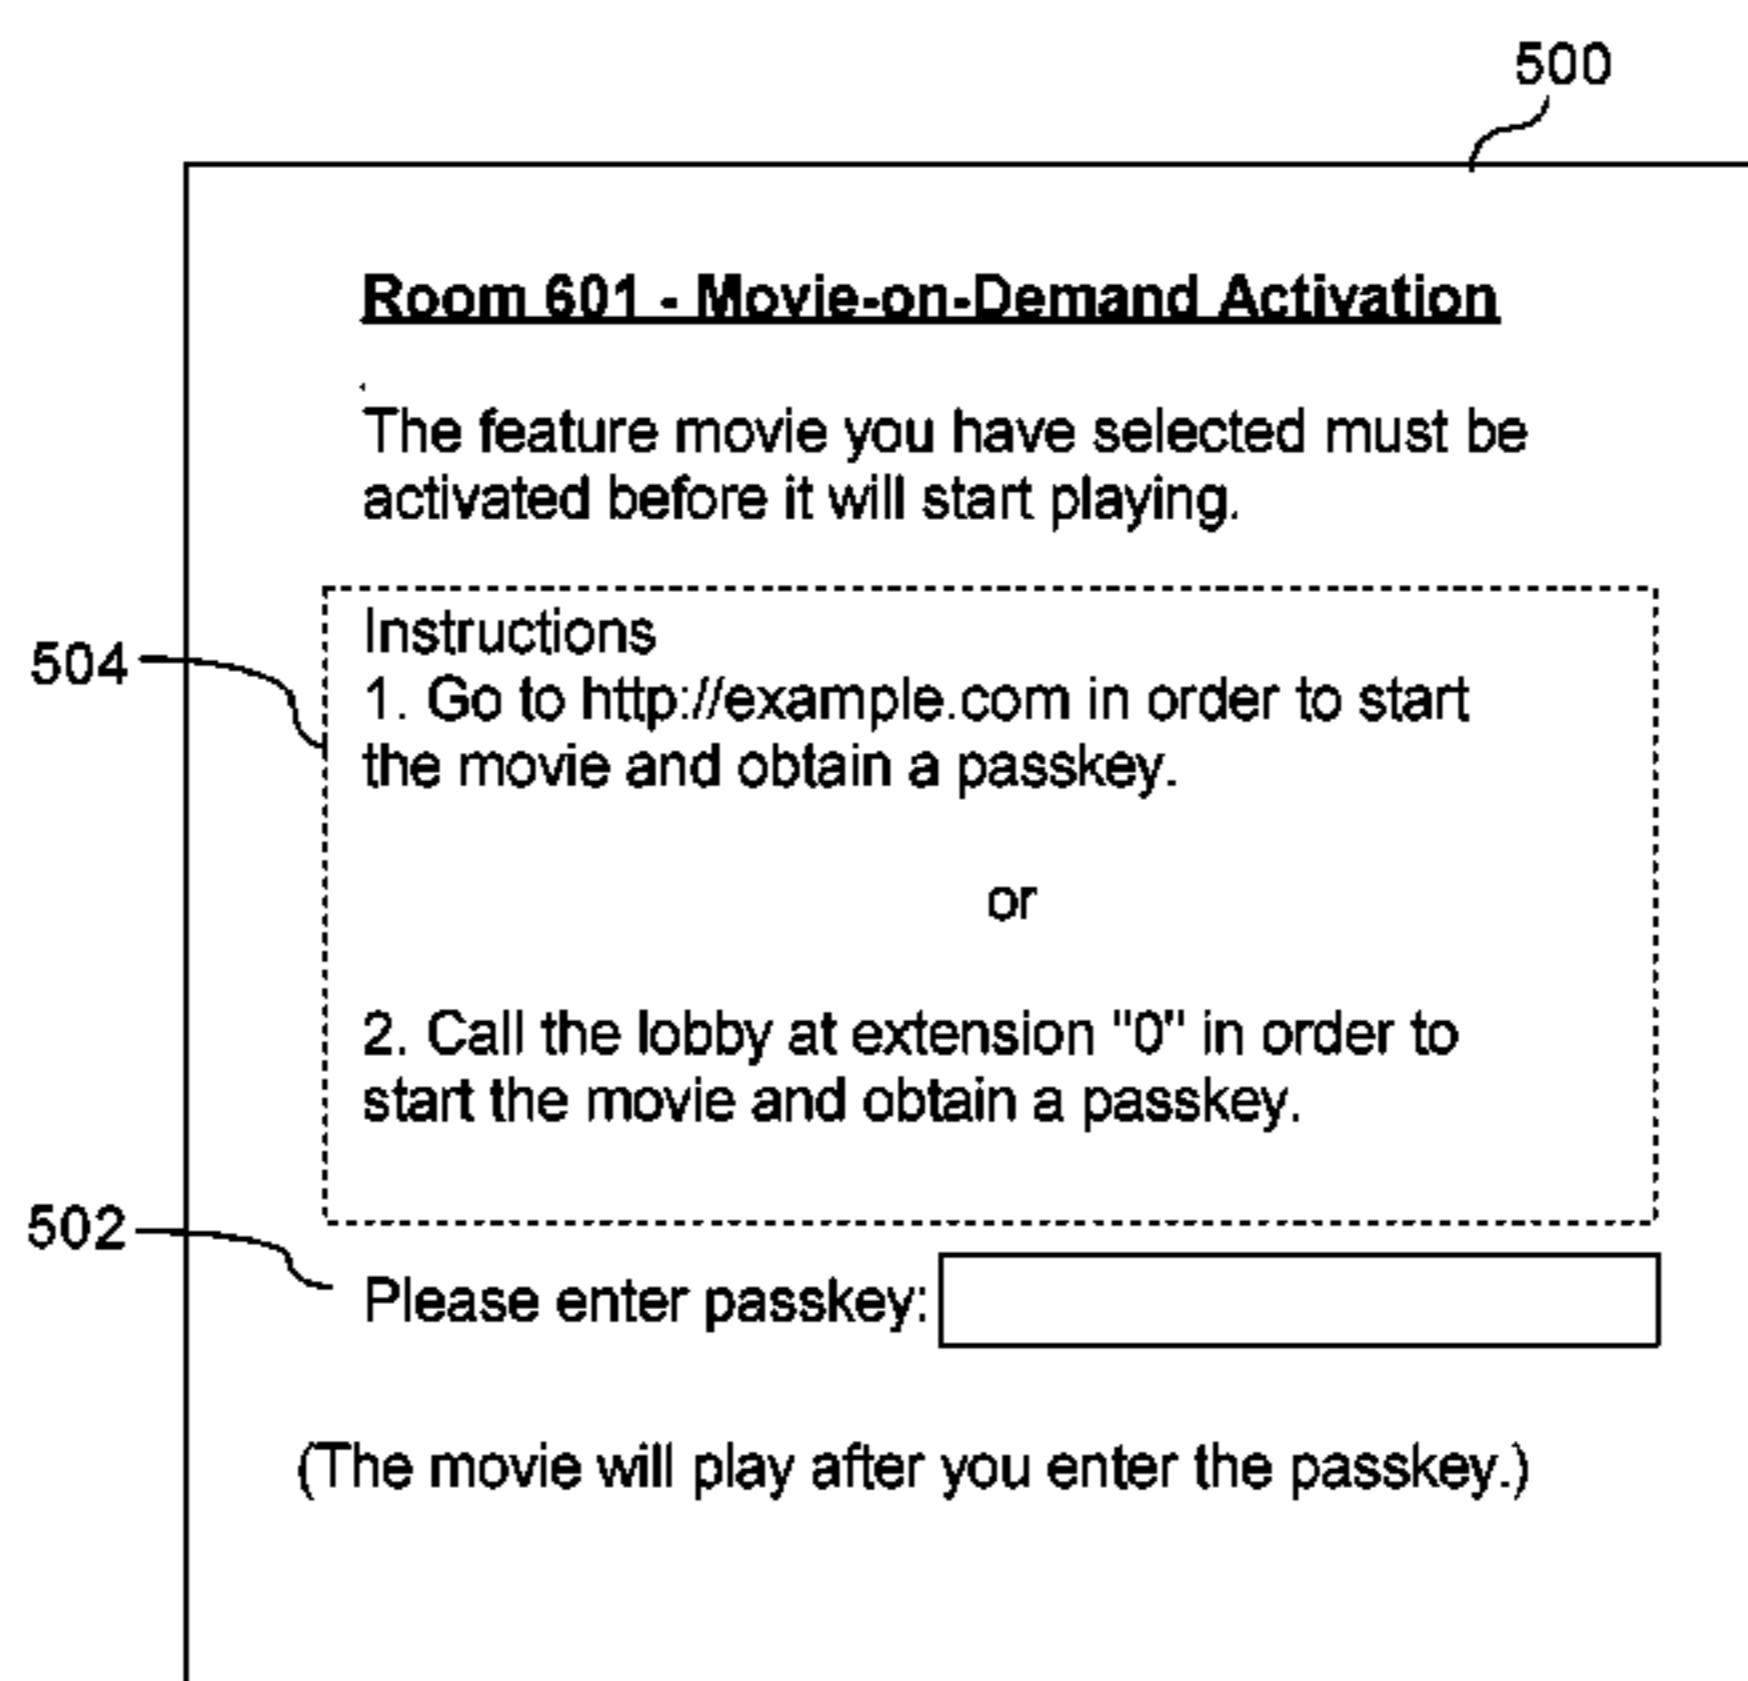 500
Room 601 - Movie-on-Demand Activation
The feature movie you have selected must be
activated before it will start playing.
504
Instructions
1. Go to http://example.com in order to start
the movie and obtain a passkey.
or
2. Call the lobby at extension "0" in order to
start the movie and obtain a passkey.
502
Please enter passkey:
(The movie will play after you enter the passkey.)